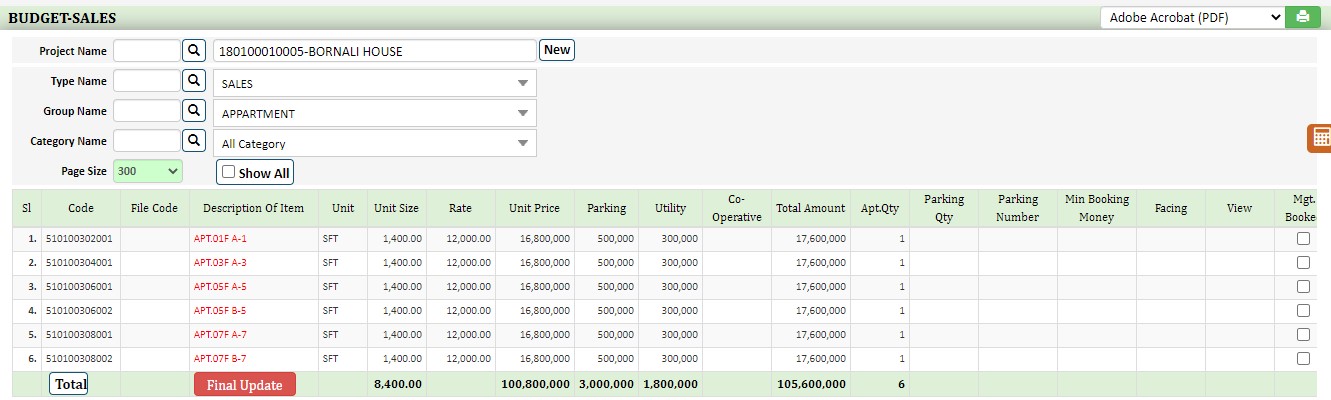 BUDGET-SALES Adobe Acrobat (PDF)
Project Name 180100010005-BORNALI HOUSE New
Type Name SALES
Group Name APPARTMENT
Category Name All Category
Page Size 300 Show All
Sl Code File Code Description Of Item Unit Unit Size Rate Unit Price Parking Utility Co-Operative Total Amount Apt.Qty Parking Qty Parking Number Min Booking Money Facing View Mgt. Booke
1. 510100302001 APT.01F A-1 SFT 1,400.00 12,000.00 16,800,000 500,000 300,000 17,600,000 1
2. 510100304001 APT.03F A-3 SFT 1,400.00 12,000.00 16,800,000 500,000 300,000 17,600,000 1
3. 510100306001 APT.05F A-5 SFT 1,400.00 12,000.00 16,800,000 500,000 300,000 17,600,000 1
4. 510100306002 APT.05F B-5 SFT 1,400.00 12,000.00 16,800,000 500,000 300,000 17,600,000 1
5. 510100308001 APT.07F A-7 SFT 1,400.00 12,000.00 16,800,000 500,000 300,000 17,600,000 1
6. 510100308002 APT.07F B-7 SFT 1,400.00 12,000.00 16,800,000 500,000 300,000 17,600,000 1
Total Final Update 8,400.00 100,800,000 3,000,000 1,800,000 105,600,000 6